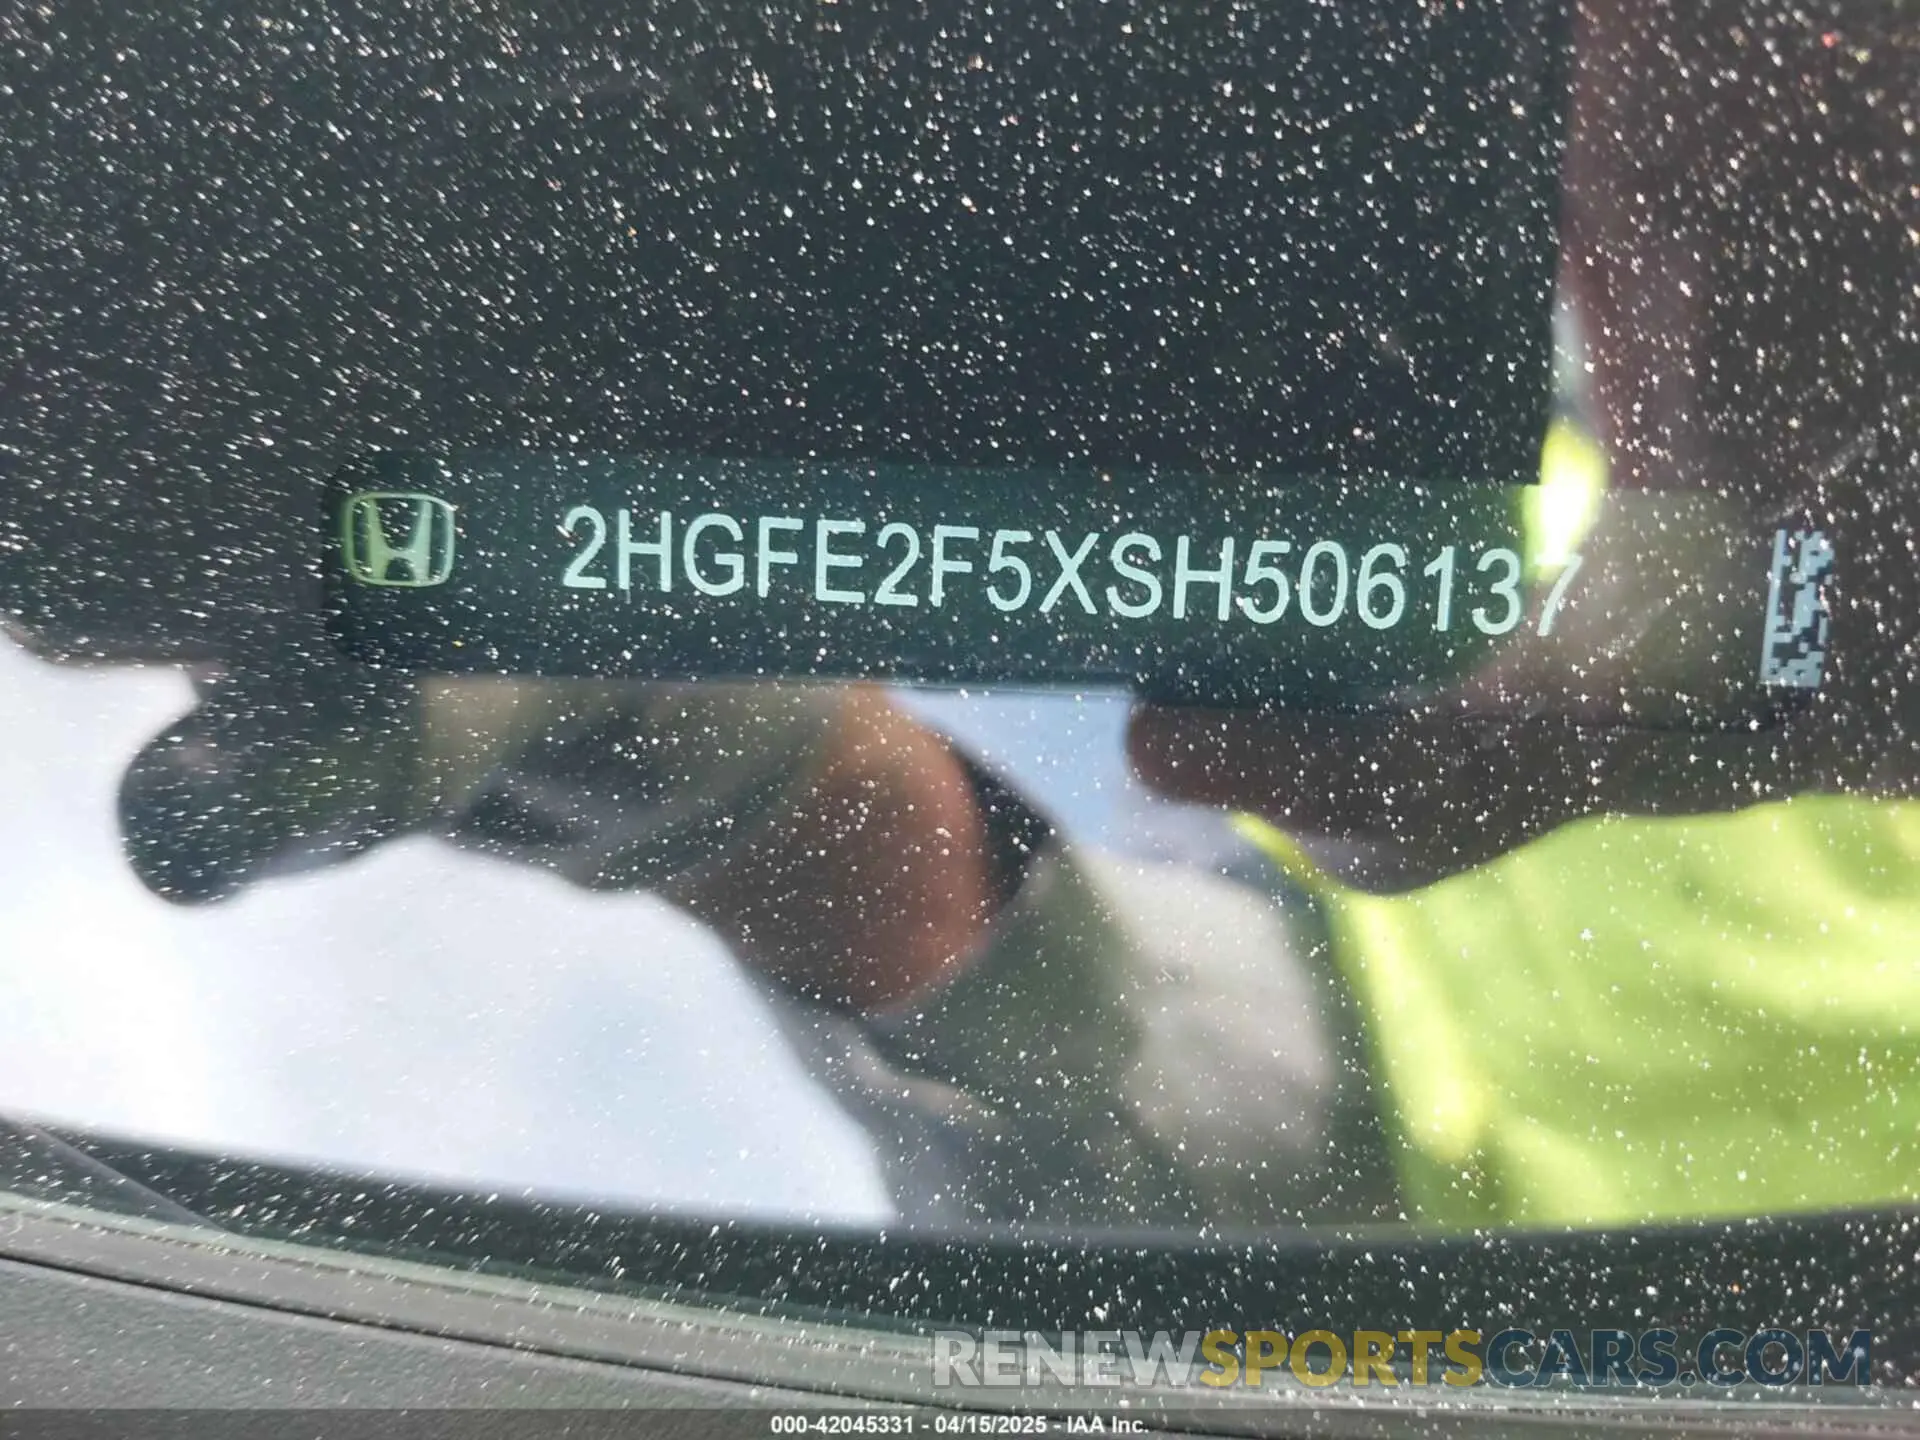 2HGFE2F5XSH506137
RENEWSPORTSCARS.COM
000-42045331 - 04/15/2025 - IAA Inc.